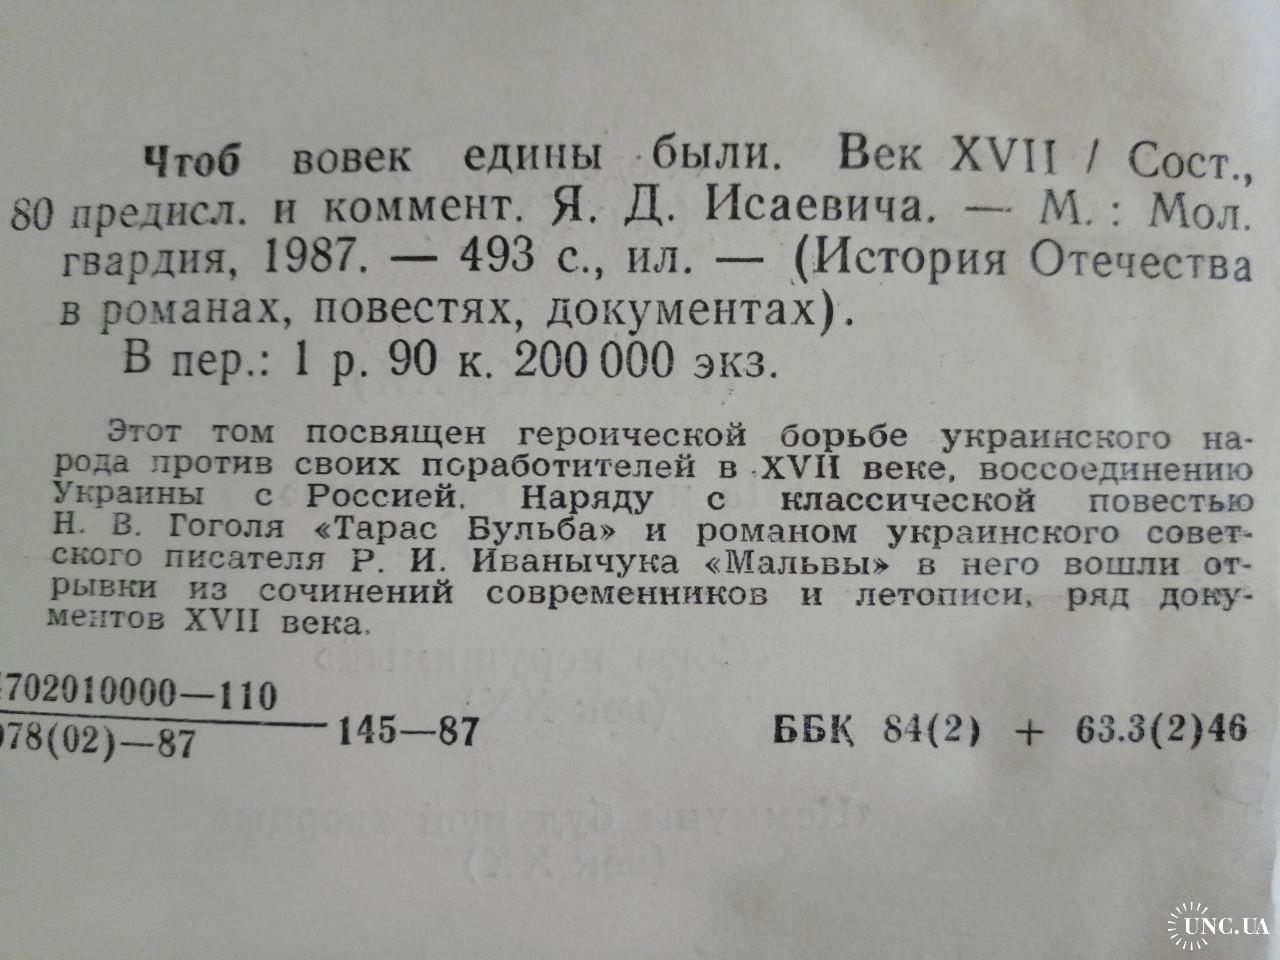 Чтоб вовек едины были. Век XVII / Сост.,
80 предисл. и коммент. Я. Д. Исаевича. — М. : Мол.
гвардия, 1987. — 493 с., ил. — (История Отечества
в романах, повестях, документах).
В пер.: 1 р. 90 к. 200 000 экз.
Этот том посвящен героической борьбе украинского на-
рода против своих поработителей в XVII веке, воссоединению
Украины с Россией. Наряду с классической повестью
Н. В. Гоголя «Тарас Бульба» и романом украинского совет-
ского писателя Р. И. Иванычука «Мальвы» в него вошли от-
рывки из сочинений современников и летописи, ряд доку-
ментов XVII века.
4702010000—110
078(02)—87
145—87
ББК 84(2) + 63.3(2)46
UNC.UA